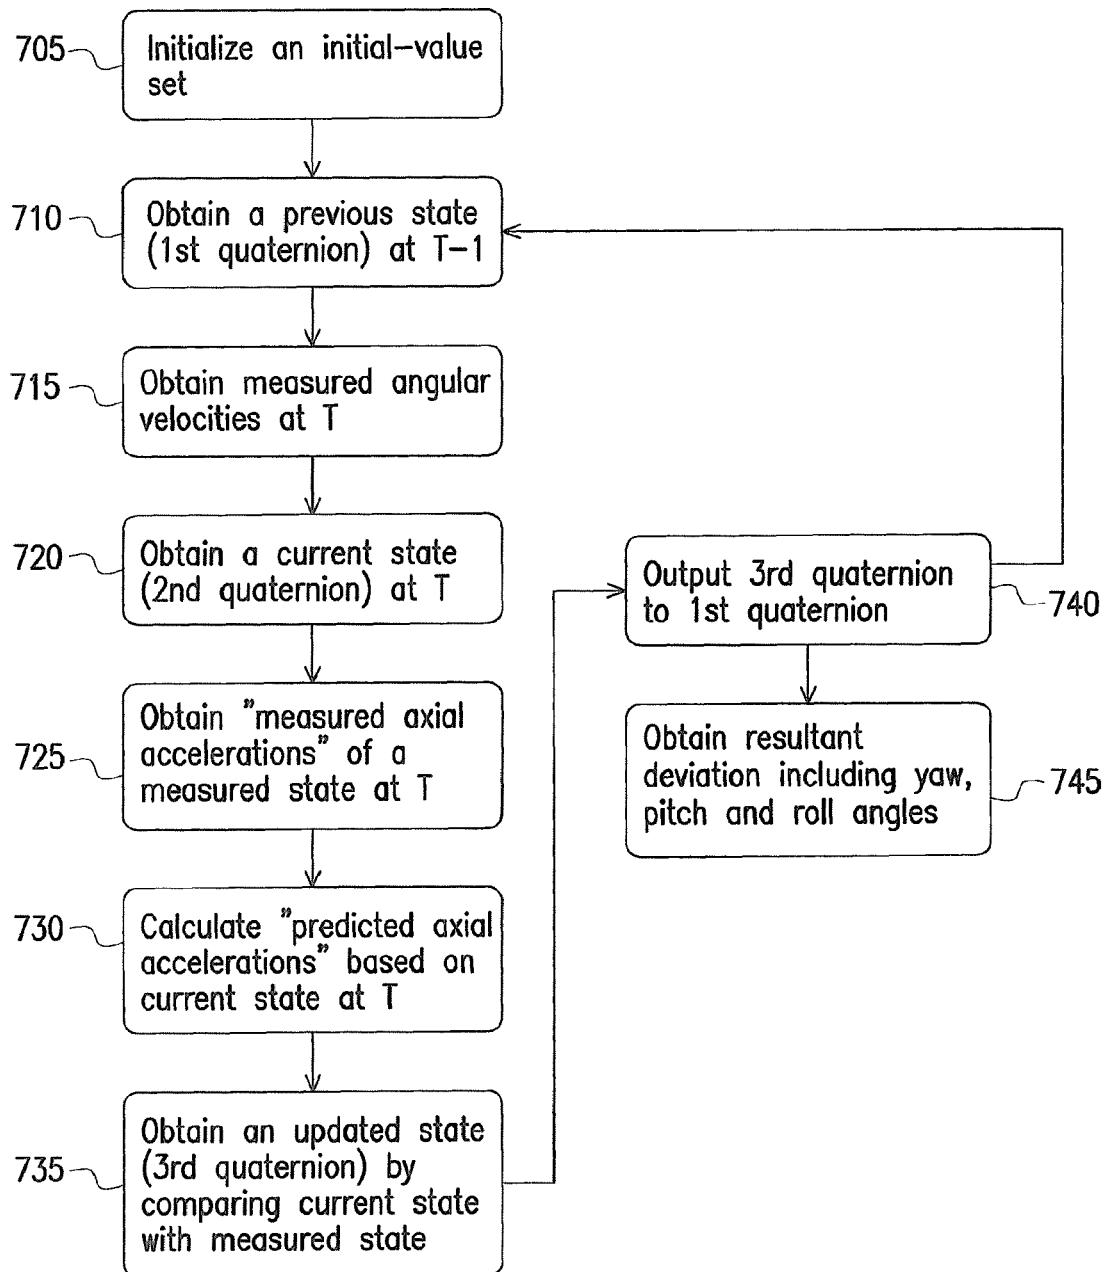 705
Initialize an initial-value
set
710
Obtain a previous state
(1st quaternion) at T-1
715
Obtain measured angular
velocities at T
720
Obtain a current state
(2nd quaternion) at T
725
Obtain "measured axial
accelerations" of a
measured state at T
730
Calculate "predicted axial
accelerations" based on
current state at T
735
Obtain an updated state
(3rd quaternion) by
comparing current state
with measured state
Output 3rd quaternion
to 1st quaternion
740
Obtain resultant
deviation including yaw,
pitch and roll angles
745